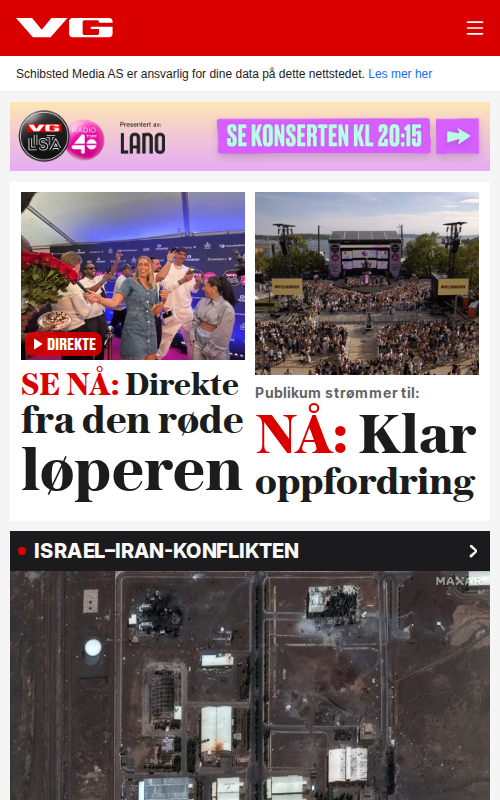 VG
Schibsted Media AS er ansvarlig for dine data på dette nettstedet. Les mer her
VG
LISTA
RADIO
TOPP
40
Presentert av:
LANO
SE KONSERTEN KL 20:15
DIREKTE
SE NÅ: Direkte
fra den røde
løperen
Publikum strømmer til:
NÅ: Klar
oppfordring
ISRAEL–IRAN-KONFLIKTEN
MAXAR